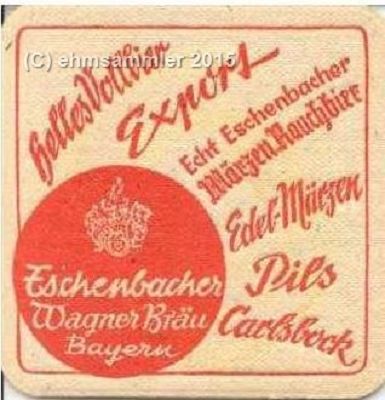 (C) ehmsammler 2015
Helles Vollbier
Export
Echt Eschenbacher
Märzen Rauchbier
Edel-Märzen
Pils
Carlsbock
Eschenbacher
Wagner Bräu
Bayern